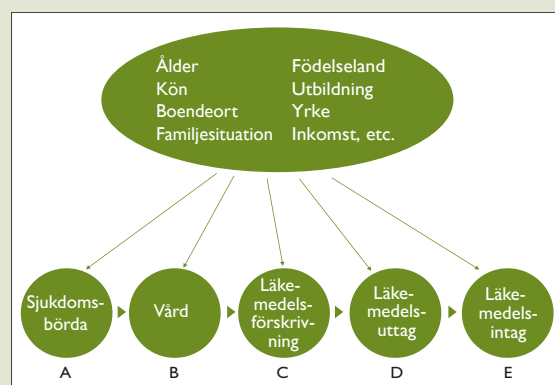 Ålder
Kön
Boendeort
Familjesituation
Födelseland
Utbildning
Yrke
Inkomst, etc.
Sjukdoms-
börda
Vård
Läke-
medels-
förskriv-
ning
Läke-
medels-
uttag
Läke-
medels-
intag
A
B
C
D
E